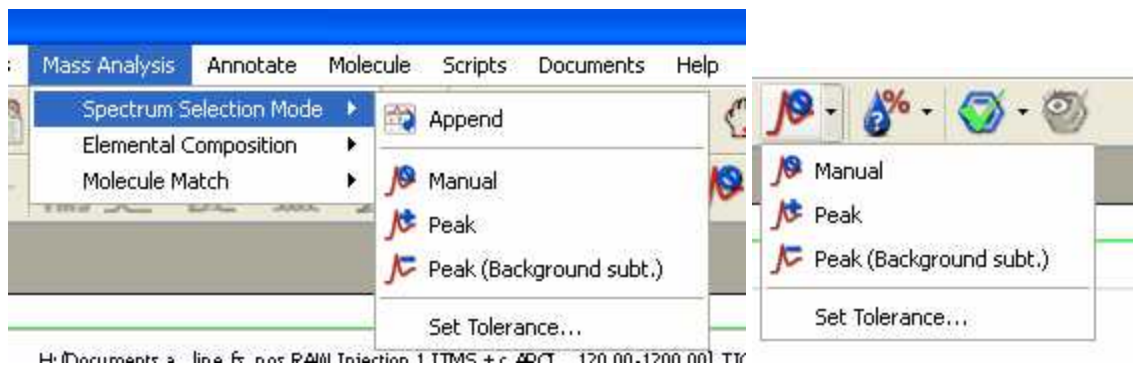 Mass Analysis Annotate Molecule Scripts Documents Help
Spectrum Selection Mode
Elemental Composition
Molecule Match
Append
Manual
Peak
Peak (Background subt.)
Set Tolerance...
%
?
Manual
Peak
Peak (Background subt.)
Set Tolerance...